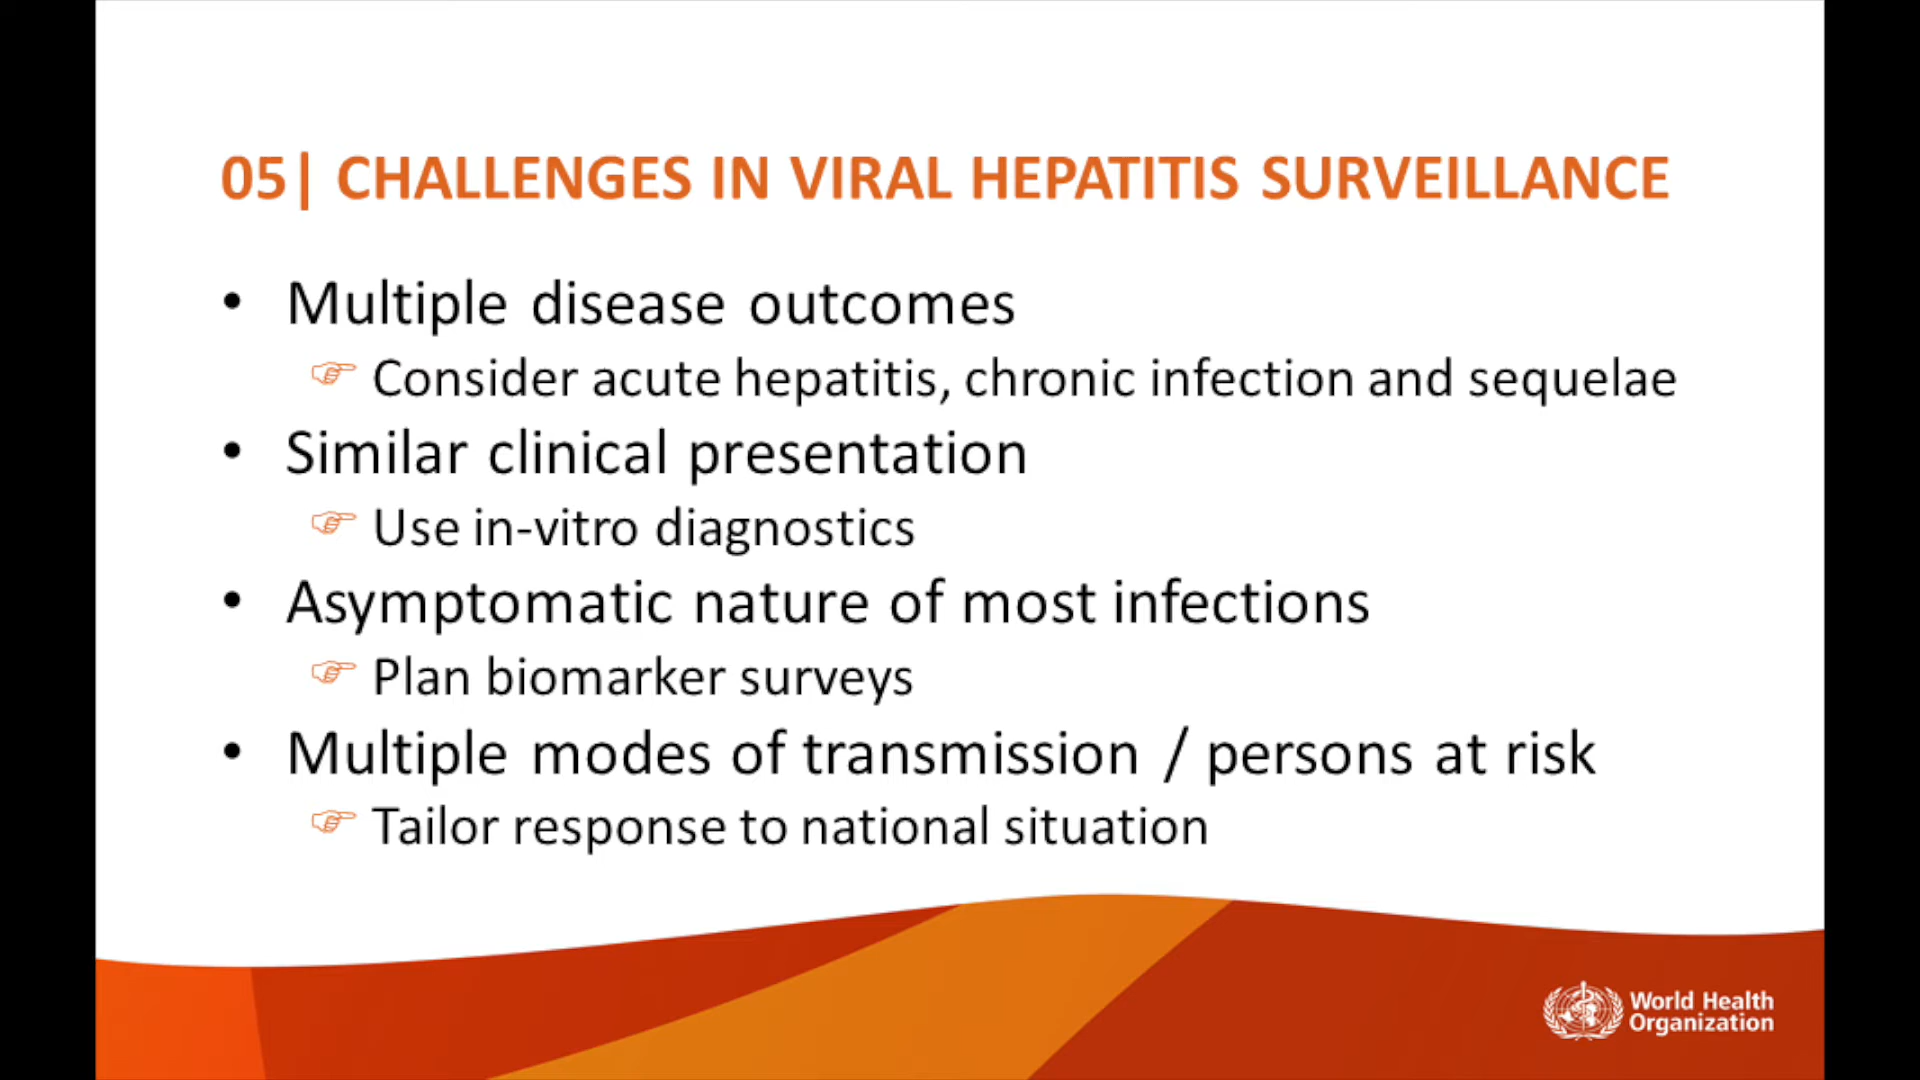 05| CHALLENGES IN VIRAL HEPATITIS SURVEILLANCE
• Multiple disease outcomes
☞ Consider acute hepatitis, chronic infection and sequelae
• Similar clinical presentation
☞ Use in-vitro diagnostics
• Asymptomatic nature of most infections
☞ Plan biomarker surveys
• Multiple modes of transmission / persons at risk
☞ Tailor response to national situation
World Health
Organization